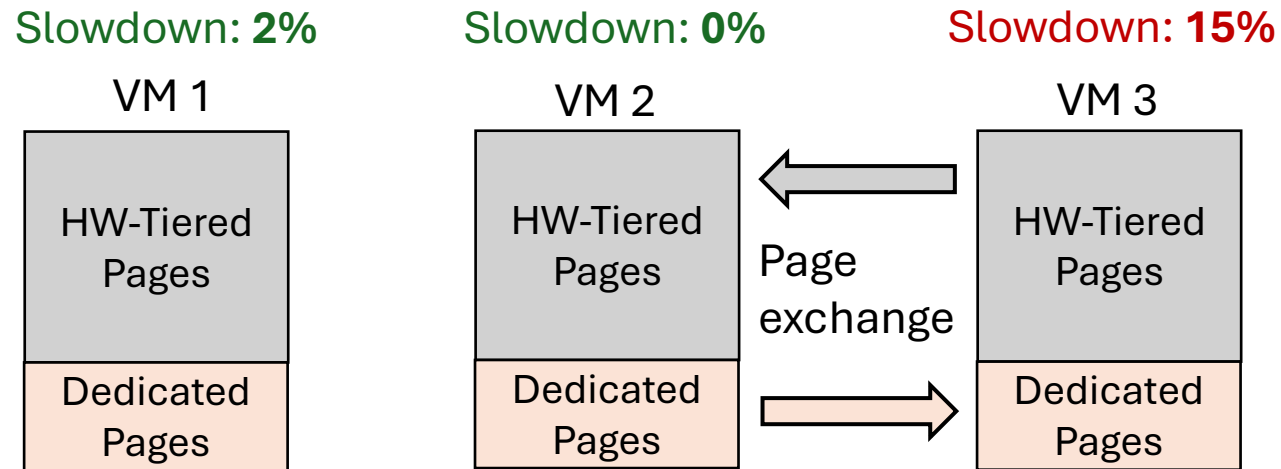 Slowdown: 2%
Slowdown: 0%
Slowdown: 15%
VM 1
VM 2
VM 3
HW-Tiered
Pages
HW-Tiered
Pages
Page
exchange
HW-Tiered
Pages
Dedicated
Pages
Dedicated
Pages
Dedicated
Pages